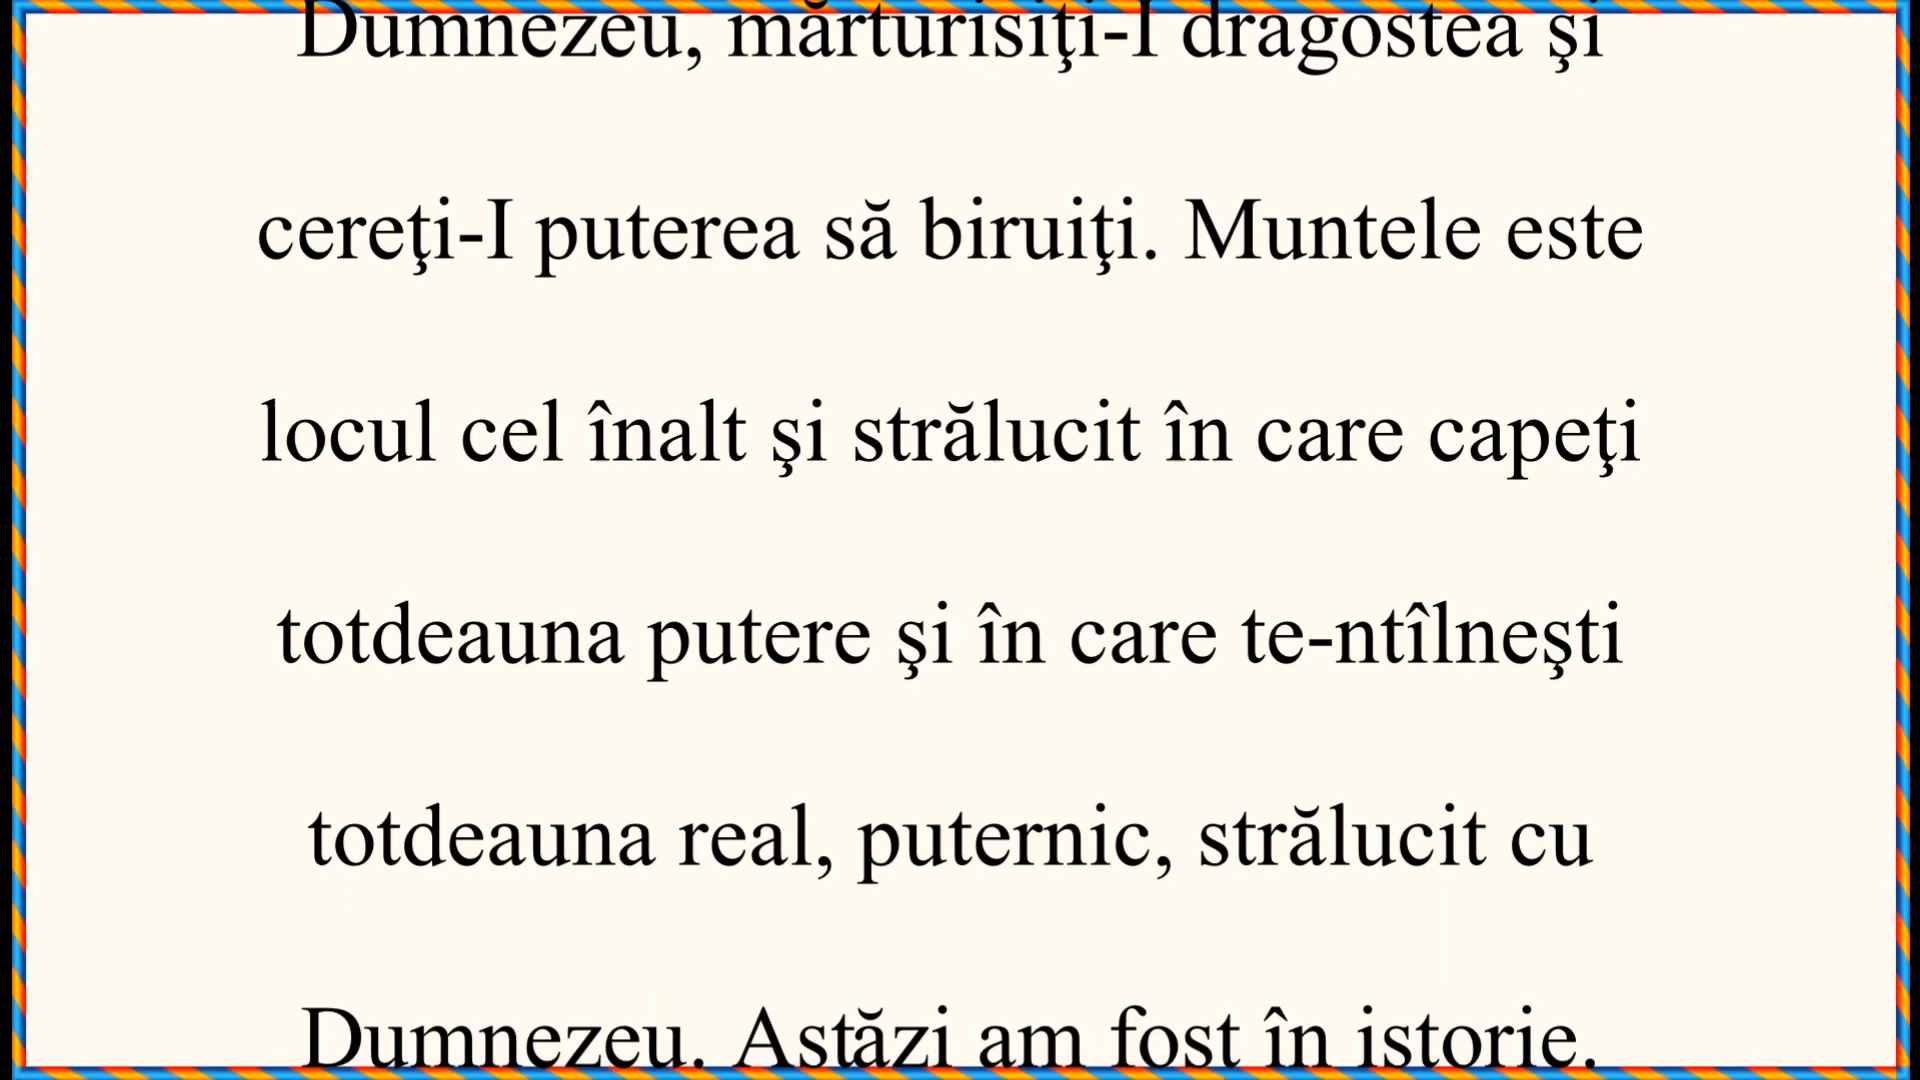 Dumnezeu, mărturisiţi-I dragostea şi
cereţi-I puterea să biruiţi. Muntele este
locul cel înalt şi strălucit în care capeţi
totdeauna putere şi în care te-ntîlneşti
totdeauna real, puternic, strălucit cu
Dumnezeu. Astăzi am fost în istorie.